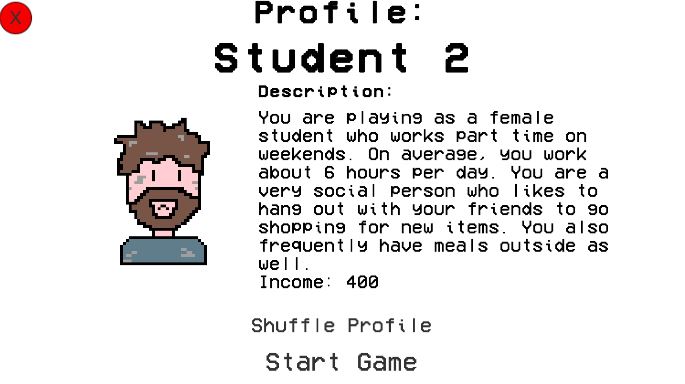 X
Profile:
Student 2
Description:
You are playing as a female
student who works part time on
weekends. On average, you work
about 6 hours per day. You are a
very social person who likes to
hang out with your friends to go
shopping for new items. You also
frequently have meals outside as
well.
Income: 400
Shuffle Profile
Start Game